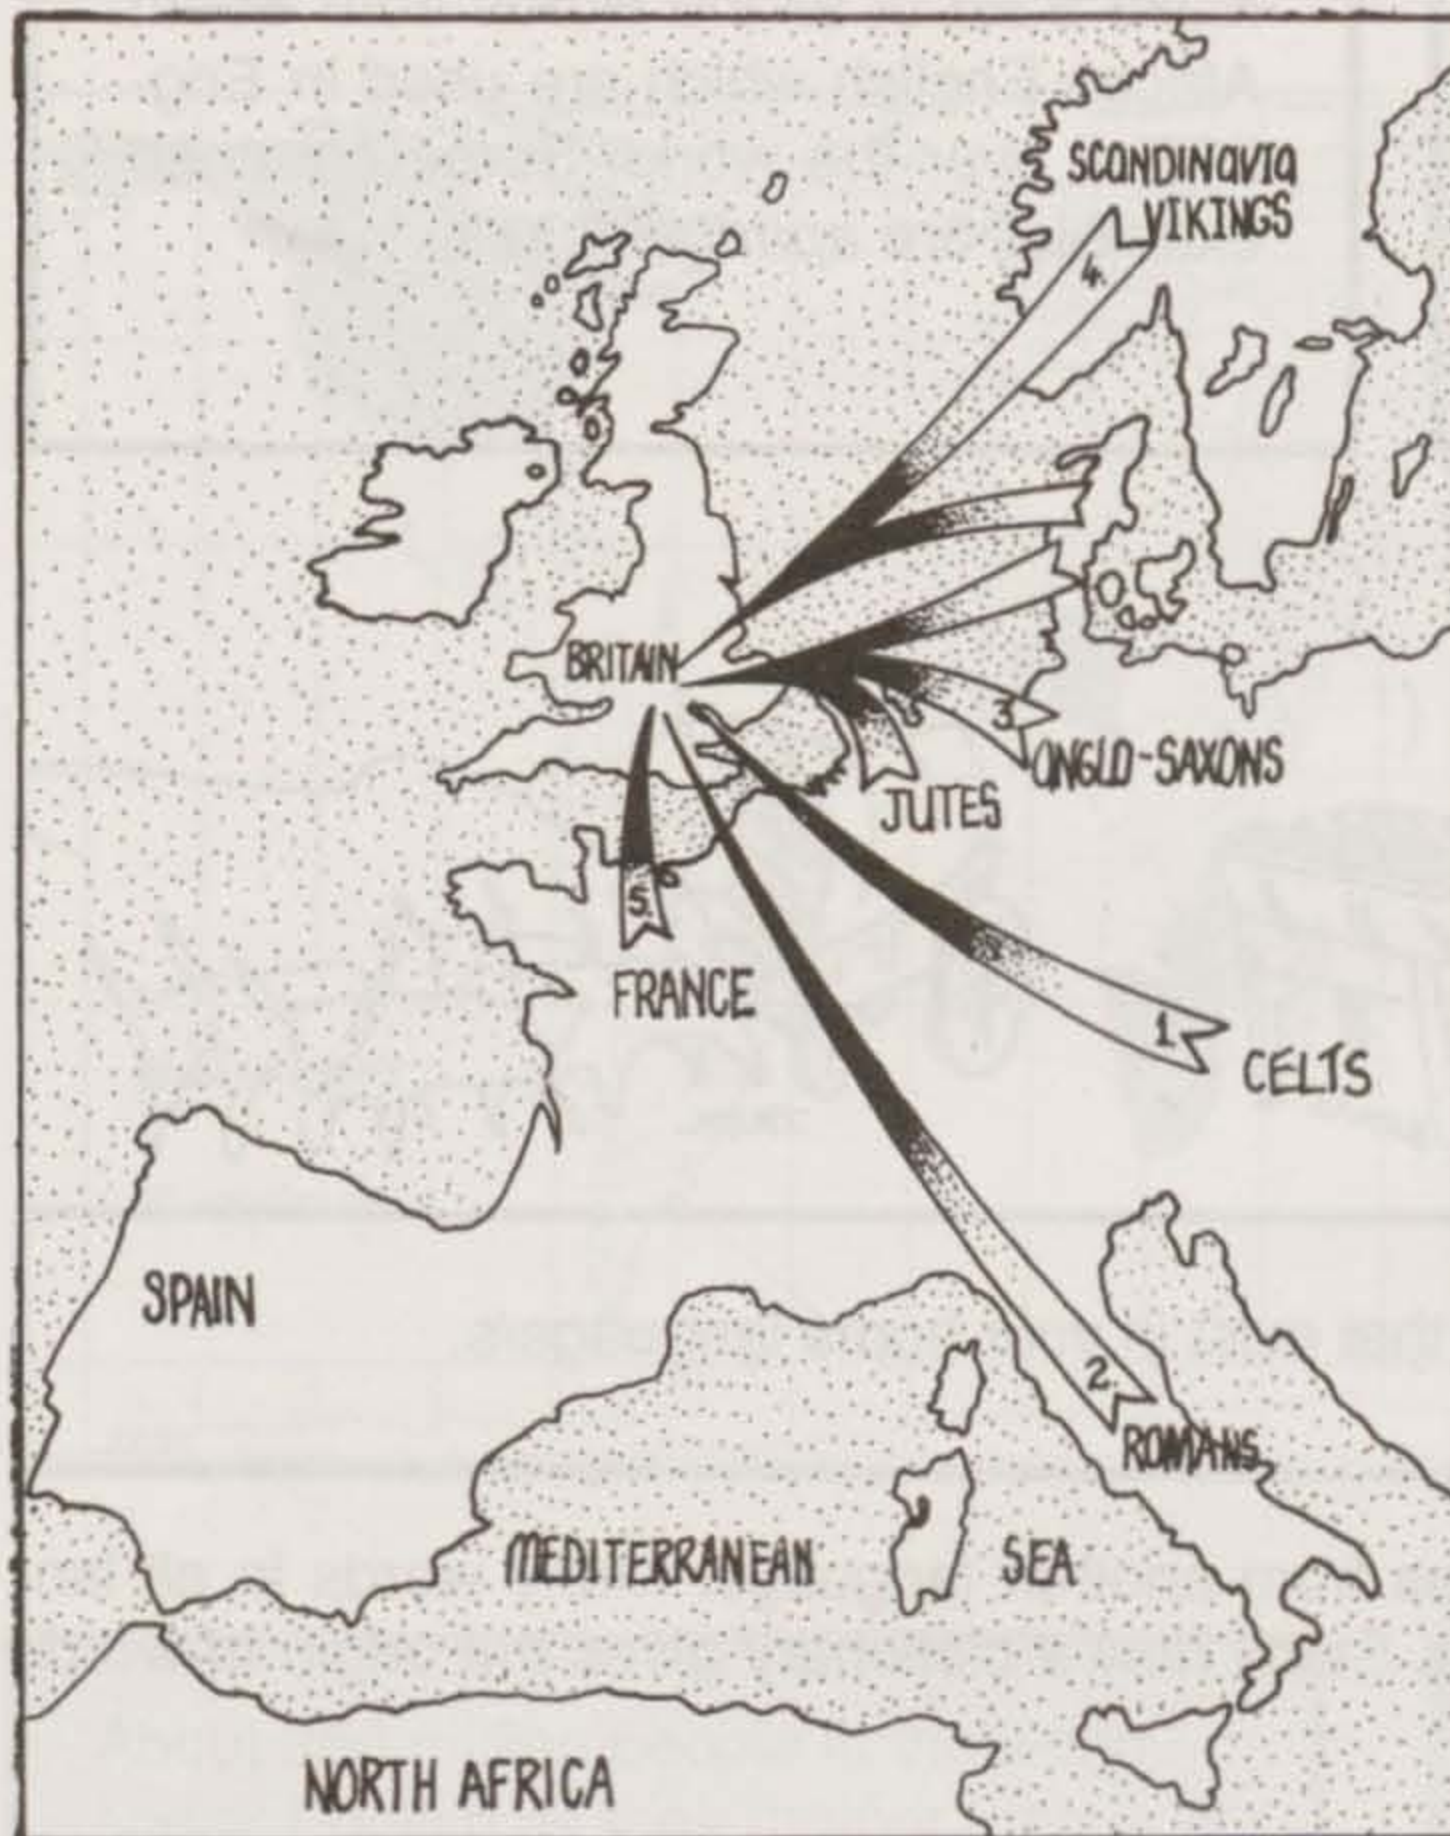 SCANDINAVIA
VIKINGS
4.
BRITAIN
3
ANGLO-SAXONS
JUTES
5.
FRANCE
1.
CELTS
SPAIN
2.
ROMANS
MEDITERRANEAN SEA
NORTH AFRICA